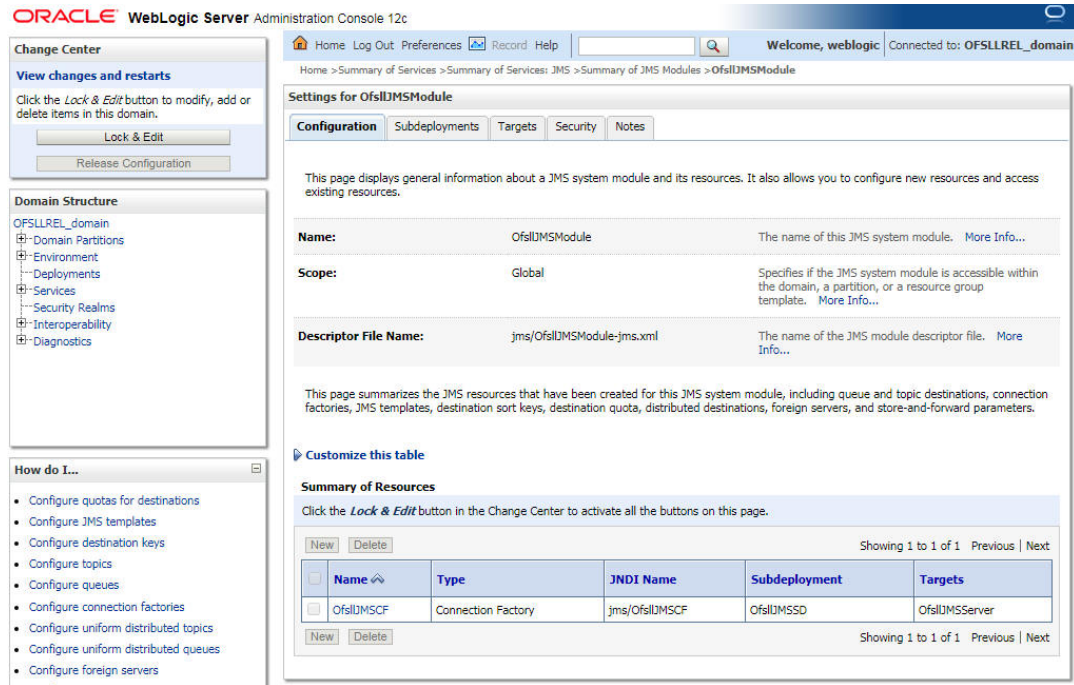 ORACLE WebLogic Server Administration Console 12c
Change Center
View changes and restarts
Click the Lock & Edit button to modify, add or
delete items in this domain.
Lock & Edit
Release Configuration
Domain Structure
OFSLLREL_domain
Domain Partitions
Environment
Deployments
Services
Security Realms
Interoperability
Diagnostics
How do I...
Configure quotas for destinations
Configure JMS templates
Configure destination keys
Configure topics
Configure queues
Configure connection factories
Configure uniform distributed topics
Configure uniform distributed queues
Configure foreign servers
Home Log Out Preferences Record Help
Welcome, weblogic Connected to: OFSLLREL_domain
Home >Summary of Services >Summary of Services: JMS >Summary of JMS Modules >OfsllJMSModule
Settings for OfsllJMSModule
Configuration Subdeployments Targets Security Notes
This page displays general information about a JMS system module and its resources. It also allows you to configure new resources and access
existing resources.
Name: OfsllJMSModule The name of this JMS system module. More Info...
Scope: Global Specifies if the JMS system module is accessible within
the domain, a partition, or a resource group
template. More Info...
Descriptor File Name: jms/OfsllJMSModule-jms.xml The name of the JMS module descriptor file. More
Info...
This page summarizes the JMS resources that have been created for this JMS system module, including queue and topic destinations, connection
factories, JMS templates, destination sort keys, destination quota, distributed destinations, foreign servers, and store-and-forward parameters.
Customize this table
Summary of Resources
Click the Lock & Edit button in the Change Center to activate all the buttons on this page.
New Delete Showing 1 to 1 of 1 Previous | Next
Name Type JNDI Name Subdeployment Targets
OfsllJMSCF Connection Factory jms/OfsllJMSCF OfsllJMSSD OfsllJMSServer
New Delete Showing 1 to 1 of 1 Previous | Next